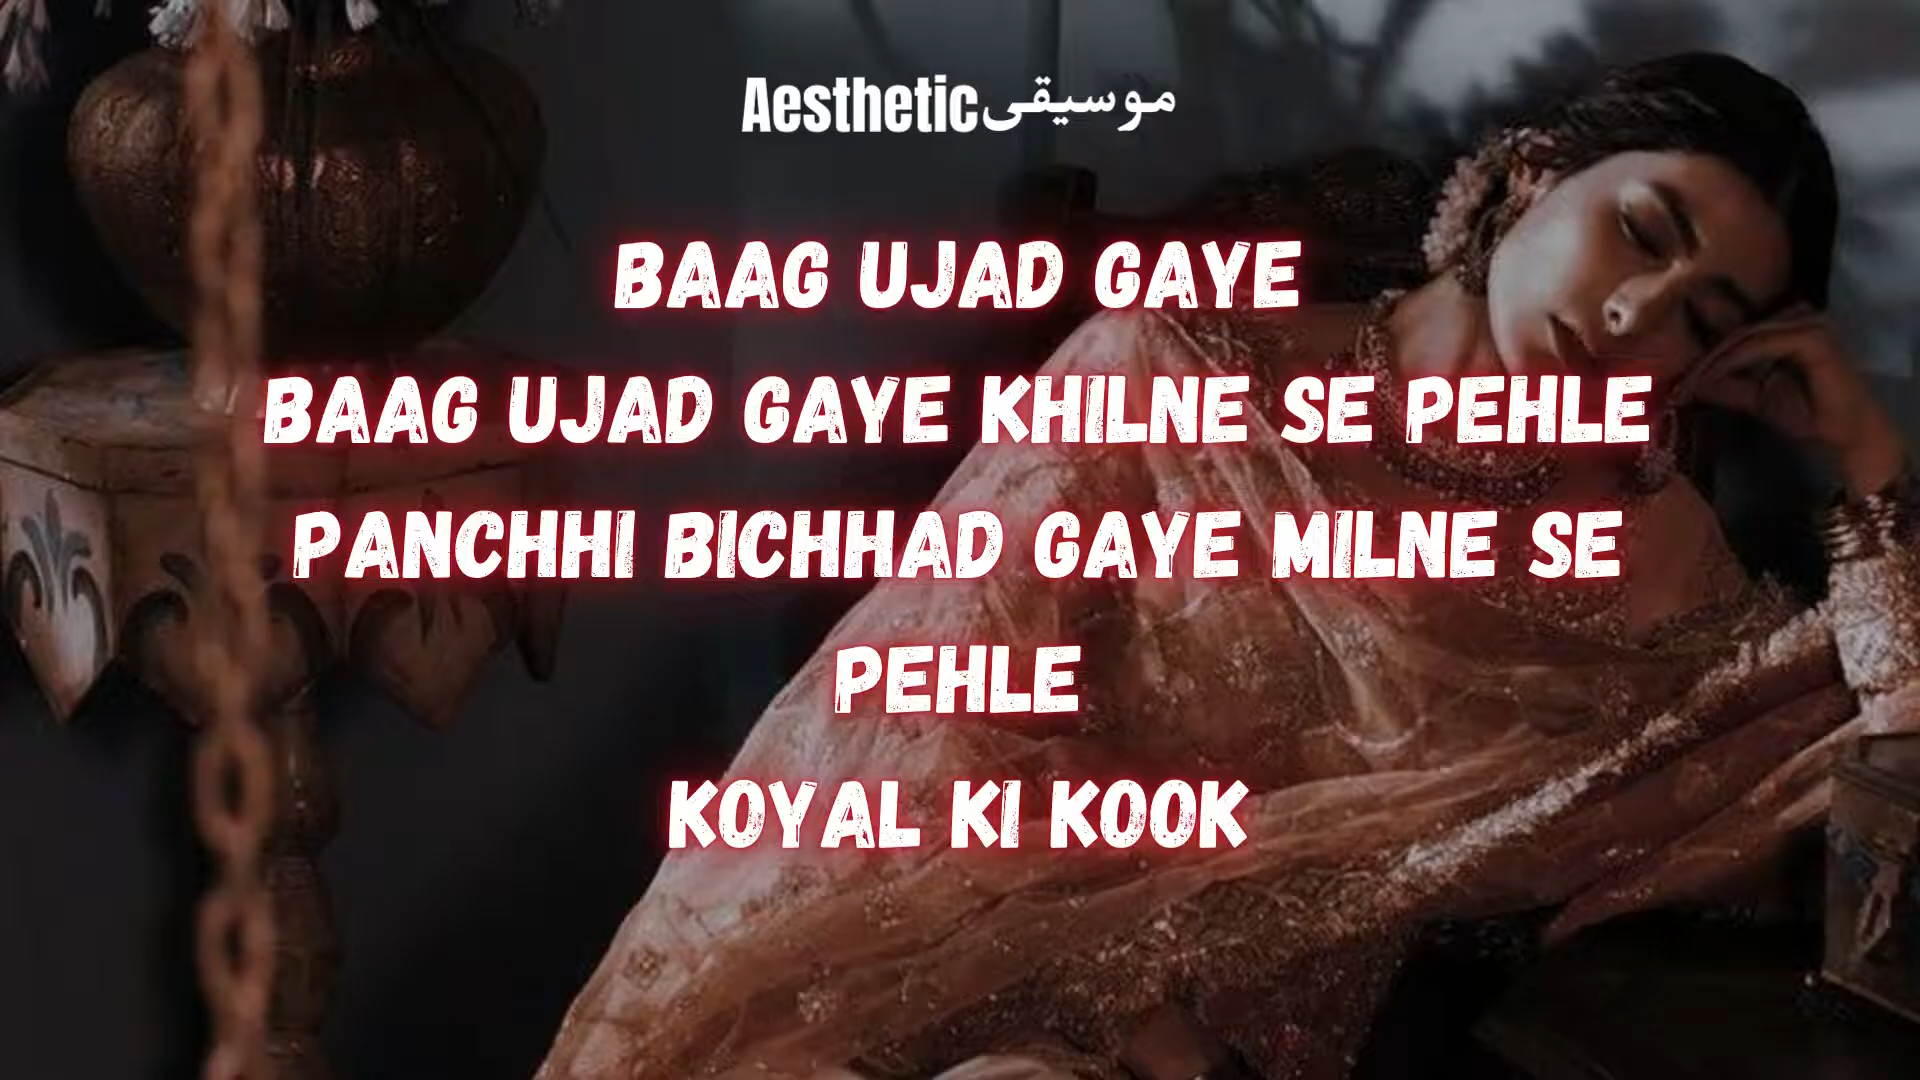 Aestheticموسیقی
BAAG UJAD GAYE
BAAG UJAD GAYE KHILNE SE PEHLE
PANCHHI BICHHAD GAYE MILNE SE
PEHLE
KOYAL KI KOOK